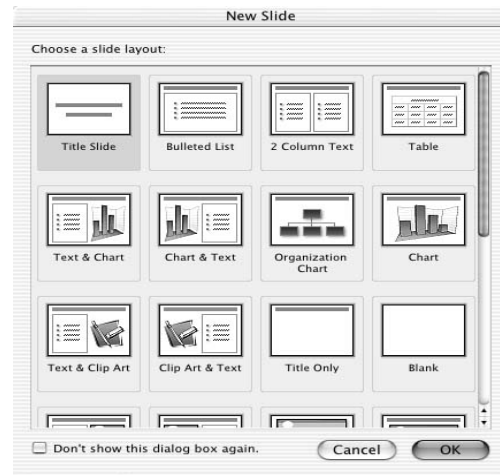 New Slide
Choose a slide layout:
Title Slide
Bulleted List
2 Column Text
Table
Text & Chart
Chart & Text
Organization
Chart
Chart
Text & Clip Art
Clip Art & Text
Title Only
Blank
Don't show this dialog box again.
Cancel
OK